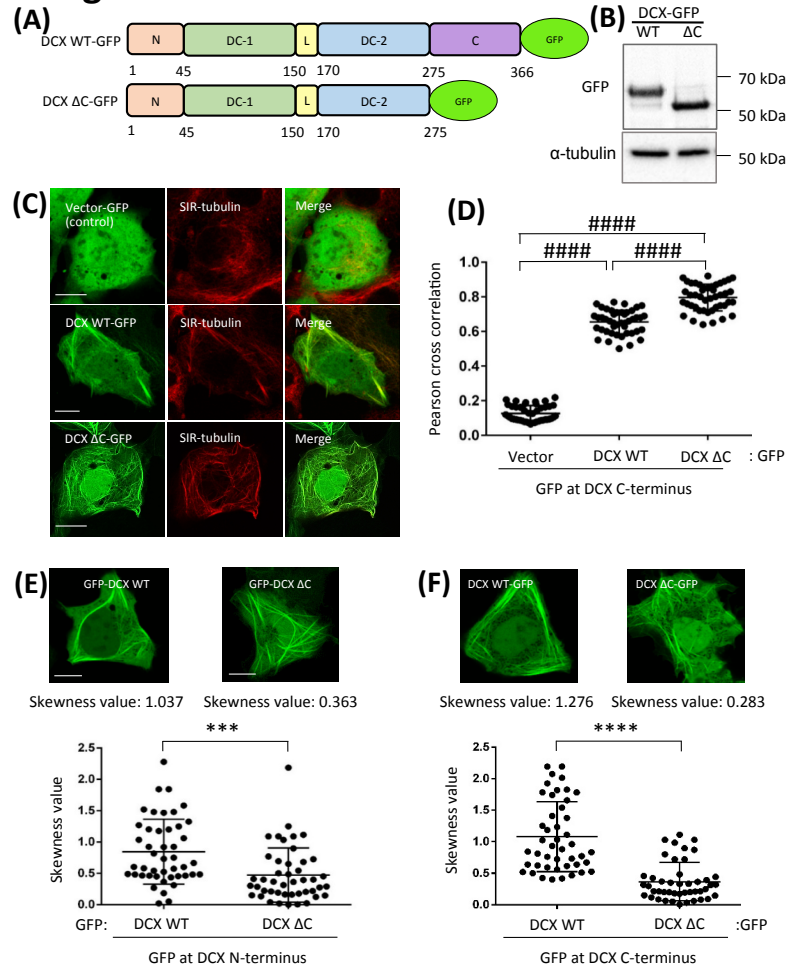 (A)
DCX WT-GFP
N
DC-1
L
DC-2
C
GFP
1
45
150
170
275
366
DCX ΔC-GFP
N
DC-1
L
DC-2
GFP
1
45
150
170
275
(B)
DCX-GFP
WT ΔC
GFP
70 kDa
50 kDa
α-tubulin
50 kDa
(C)
Vector-GFP
(control)
SIR-tubulin
Merge
DCX WT-GFP
SIR-tubulin
Merge
DCX ΔC-GFP
SIR-tubulin
Merge
(D)
####
####
####
Pearson cross correlation
1.0
0.8
0.6
0.4
0.2
0.0
Vector
DCX WT
DCX ΔC
: GFP
GFP at DCX C-terminus
(E)
GFP-DCX WT
GFP-DCX ΔC
Skewness value: 1.037
Skewness value: 0.363
***
Skewness value
2.5
2.0
1.5
1.0
0.5
0.0
GFP:
DCX WT
DCX ΔC
GFP at DCX N-terminus
(F)
DCX WT-GFP
DCX ΔC-GFP
Skewness value: 1.276
Skewness value: 0.283
****
Skewness value
2.5
2.0
1.5
1.0
0.5
0.0
DCX WT
DCX ΔC
:GFP
GFP at DCX C-terminus